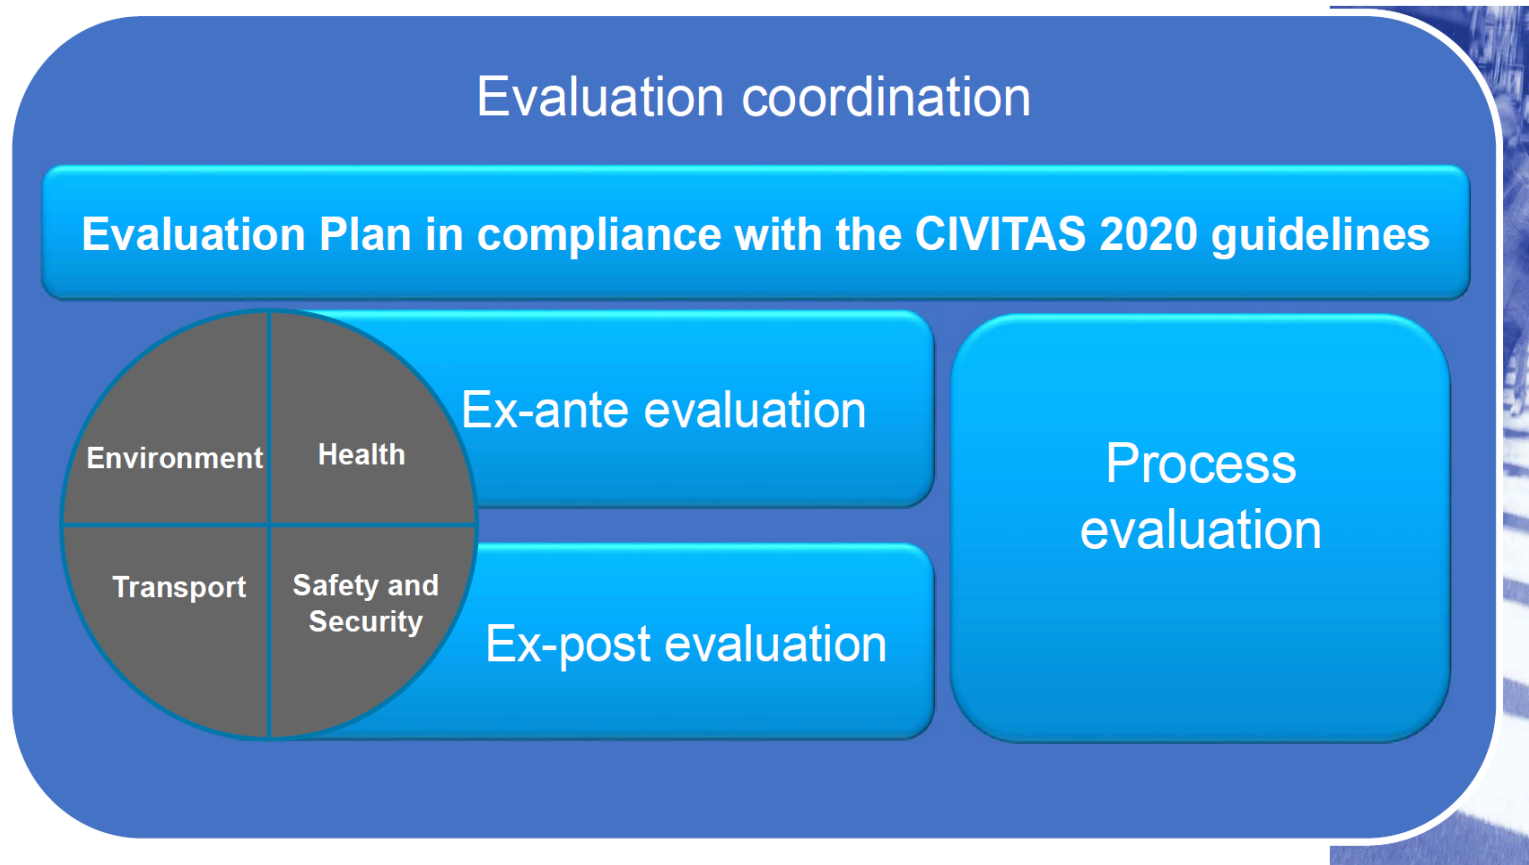 Evaluation coordination
Evaluation Plan in compliance with the CIVITAS 2020 guidelines
Ex-ante evaluation
Environment
Health
Process
evaluation
Transport
Safety and
Security
Ex-post evaluation